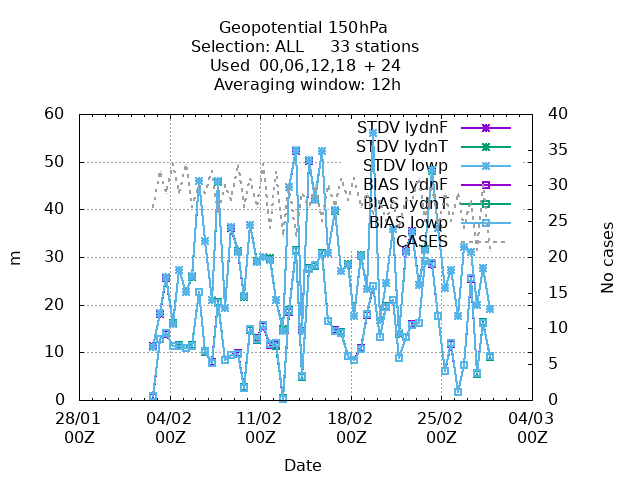 Geopotential 150hPa
Selection: ALL 33 stations
Used 00,06,12,18 + 24
Averaging window: 12h
60
50
40
30
20
10
0
m
40
35
30
25
20
15
10
5
0
No cases
STDV lydnF
STDV lydnT
STDV lowp
BIAS lydnF
BIAS lydnT
BIAS lowp
CASES
28/01 04/02 11/02 18/02 25/02 04/03
00Z 00Z 00Z 00Z 00Z 00Z
Date